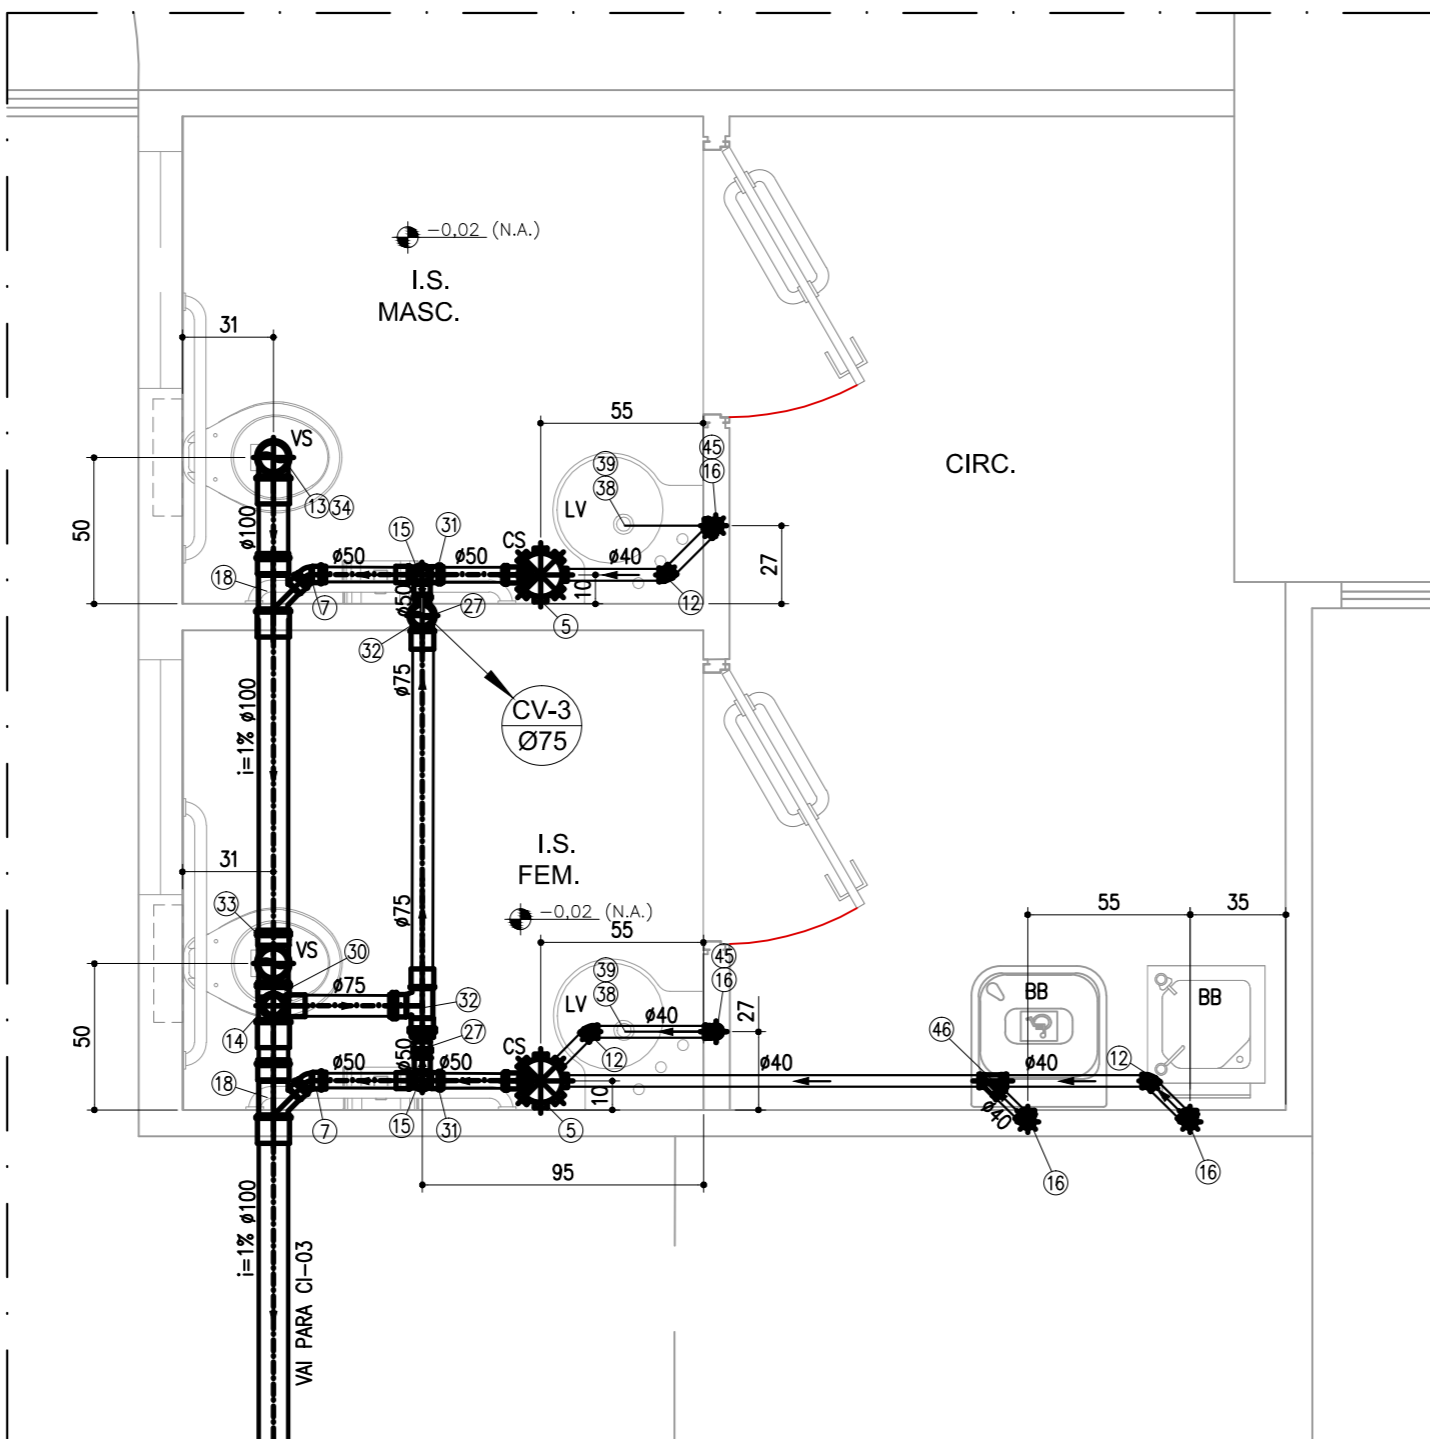 -0,02 (N.A.)
I.S.
MASC.
31
55
VS
45
16
39
38
CIRC.
LV
13
34
50
ø100
15
31
CS
ø50
ø50
ø40
27
18
7
ø50
27
10
12
5
32
ø75
i=1% ø100
CV-3
Ø75
I.S.
FEM.
31
-0,02 (N.A.)
55
ø75
33
VS
30
45
16
39
38
LV
ø40
27
55
35
BB
BB
50
ø75
32
14
27
CS
12
46
ø50
ø50
ø50
ø40
ø40
12
18
7
15
31
10
5
ø40
16
16
95
i=1% ø100
VAI PARA CI-03